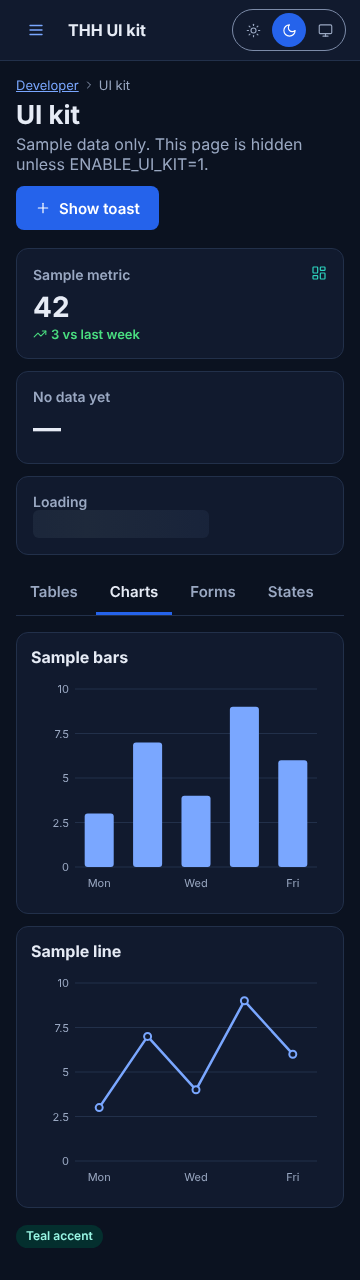 THH UI kit
Developer > UI kit
UI kit
Sample data only. This page is hidden
unless ENABLE_UI_KIT=1.
+ Show toast
Sample metric
42
3 vs last week
No data yet
—
Loading
Tables Charts Forms States
Sample bars
10
7.5
5
2.5
0
Mon Wed Fri
Sample line
10
7.5
5
2.5
0
Mon Wed Fri
Teal accent